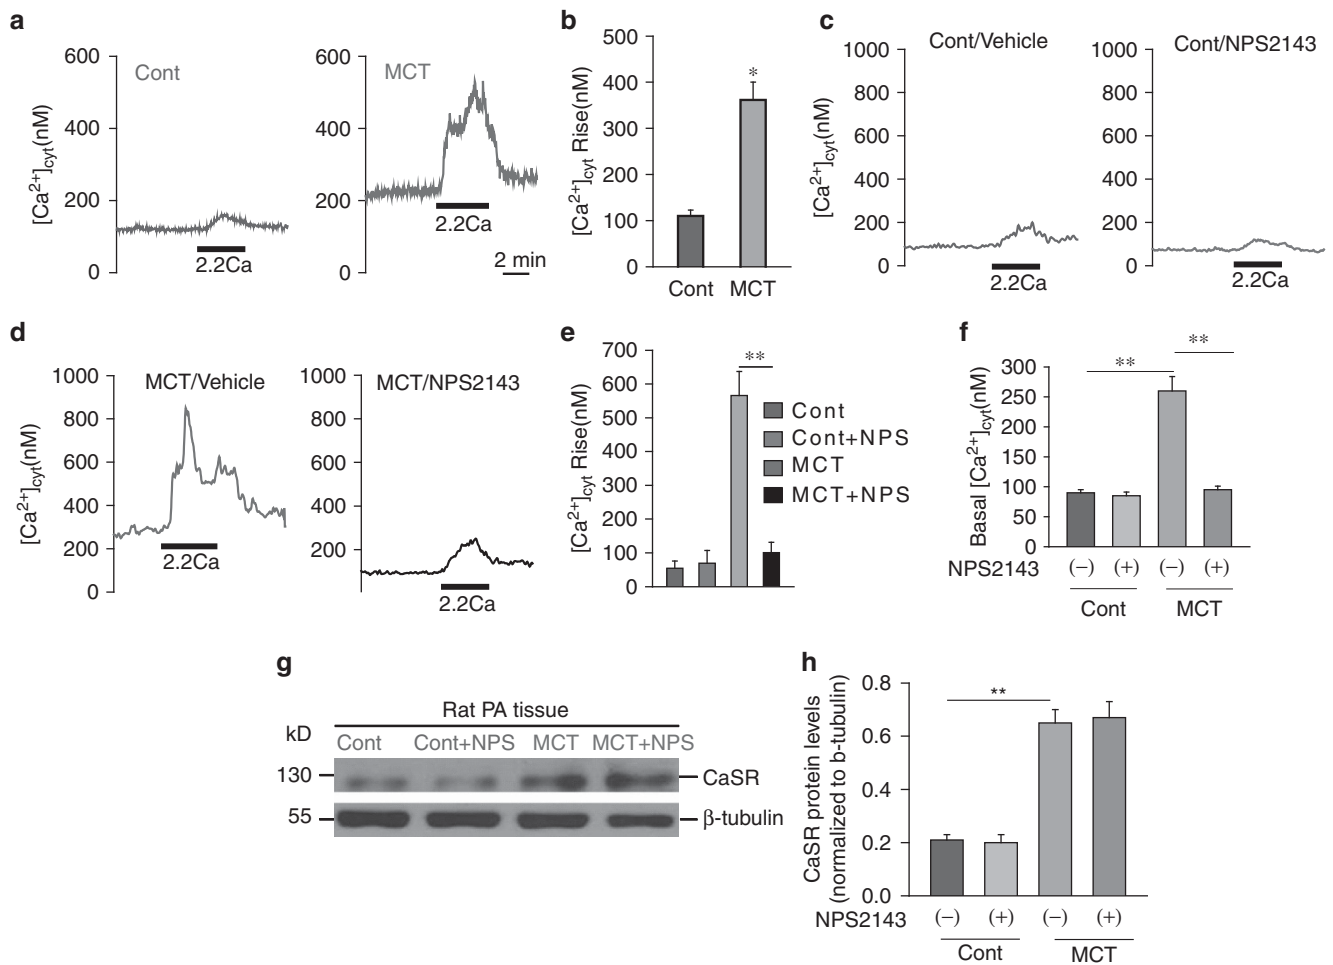 a
600
400
200
0
[Ca2+]cyt(nM)
Cont
2.2Ca
600
400
200
0
MCT
2.2Ca
2 min
b
500
400
300
200
100
0
[Ca2+]cyt Rise(nM)
*
Cont MCT
c
Cont/Vehicle
1000
800
600
400
200
0
[Ca2+]cyt(nM)
2.2Ca
Cont/NPS2143
1000
800
600
400
200
0
2.2Ca
d
1000
800
600
400
200
0
[Ca2+]cyt(nM)
MCT/Vehicle
2.2Ca
1000
800
600
400
200
MCT/NPS2143
2.2Ca
e
700
600
500
400
300
200
100
0
[Ca2+]cyt Rise(nM)
**
Cont
Cont+NPS
MCT
MCT+NPS
f
300
250
200
150
100
50
0
Basal [Ca2+]cyt(nM)
**
**
NPS2143 (−) (+) (−) (+)
Cont MCT
g
Rat PA tissue
kD
Cont Cont+NPS MCT MCT+NPS
130 CaSR
55 β-tubulin
h
0.8
0.6
0.4
0.2
0.0
CaSR protein levels
(normalized to b-tubulin)
**
NPS2143 (−) (+) (−) (+)
Cont MCT